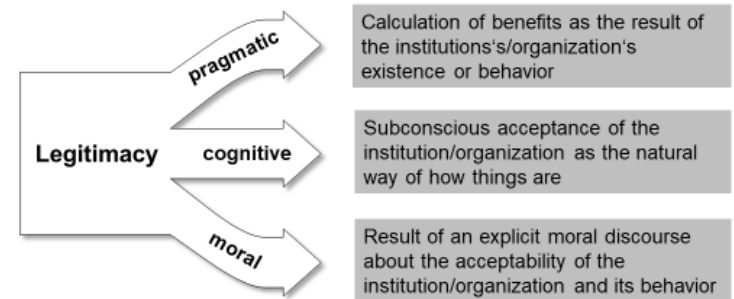 Legitimacy
pragmatic
Calculation of benefits as the result of
the institutions's/organization's
existence or behavior
cognitive
Subconscious acceptance of the
institution/organization as the natural
way of how things are
moral
Result of an explicit moral discourse
about the acceptability of the
institution/organization and its behavior